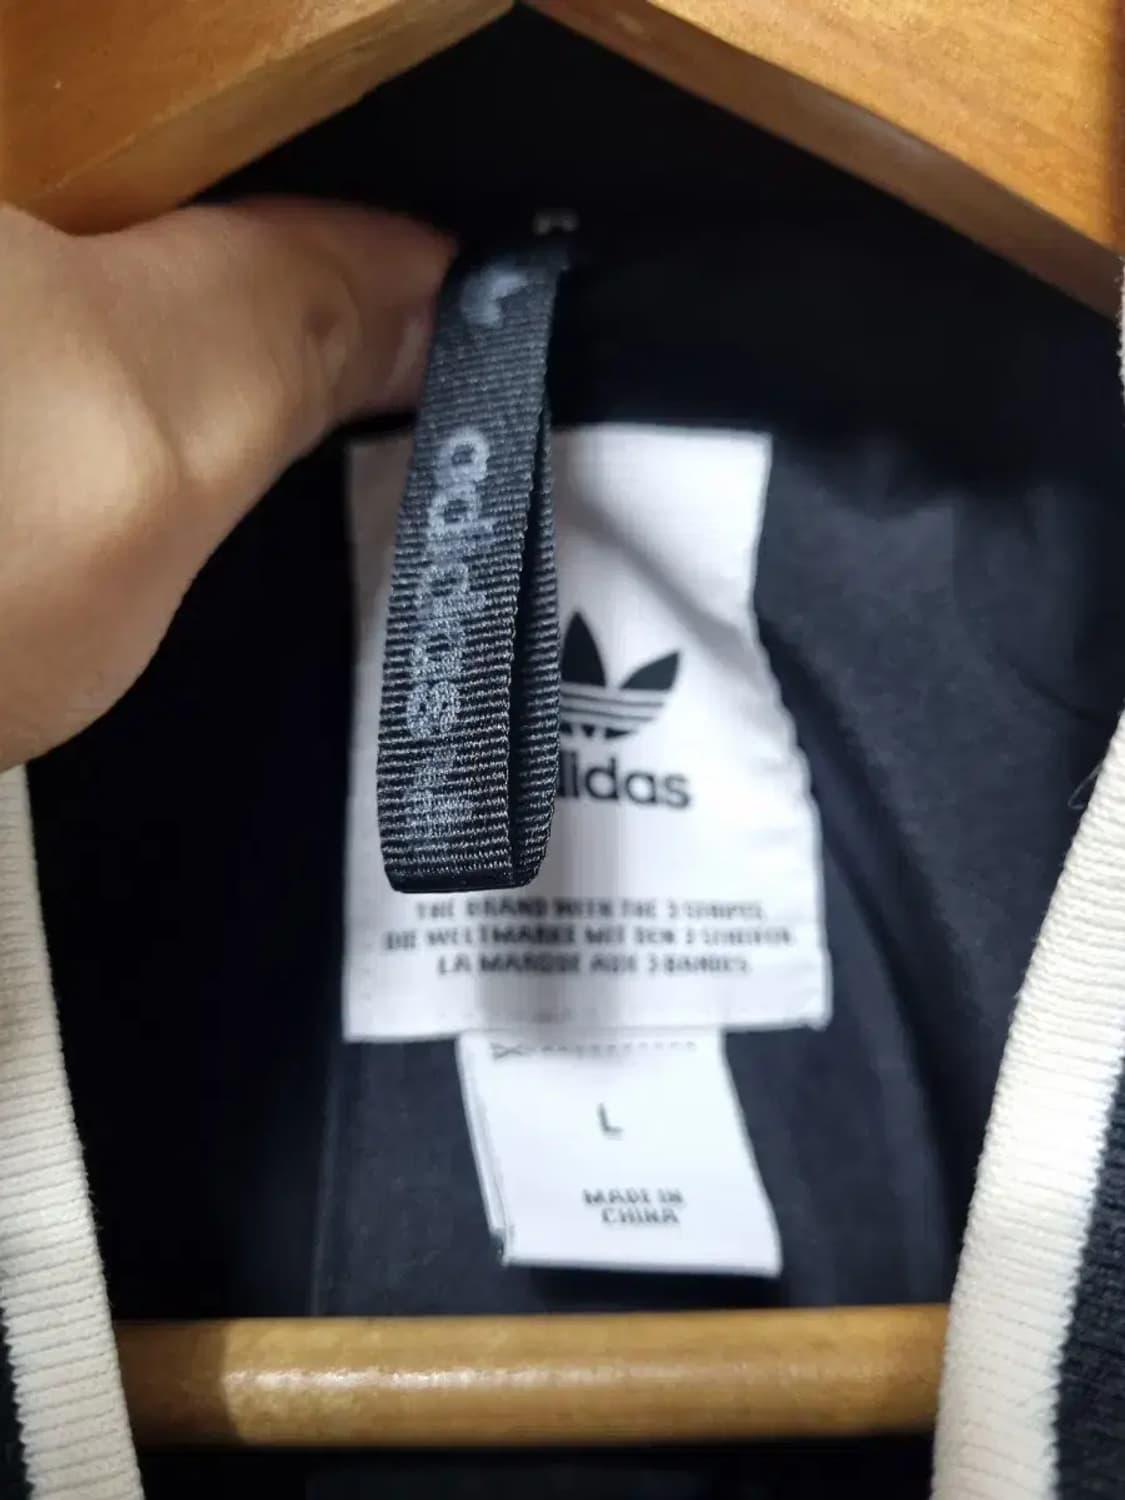 adidas
adidas
THE BRAND WITH THE 3 STRIPES
DIE WELTMARKE MIT DEN 3 STREIFEN
LA MARQUE AUX 3 BANDES
L
MADE IN
CHINA